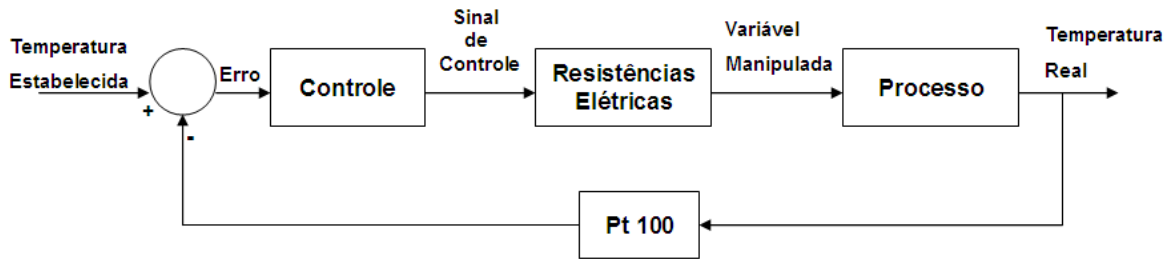 Temperatura
Estabelecida
+
-
Erro
Controle
Sinal
de
Controle
Resistências
Elétricas
Variável
Manipulada
Processo
Temperatura
Real
Pt 100